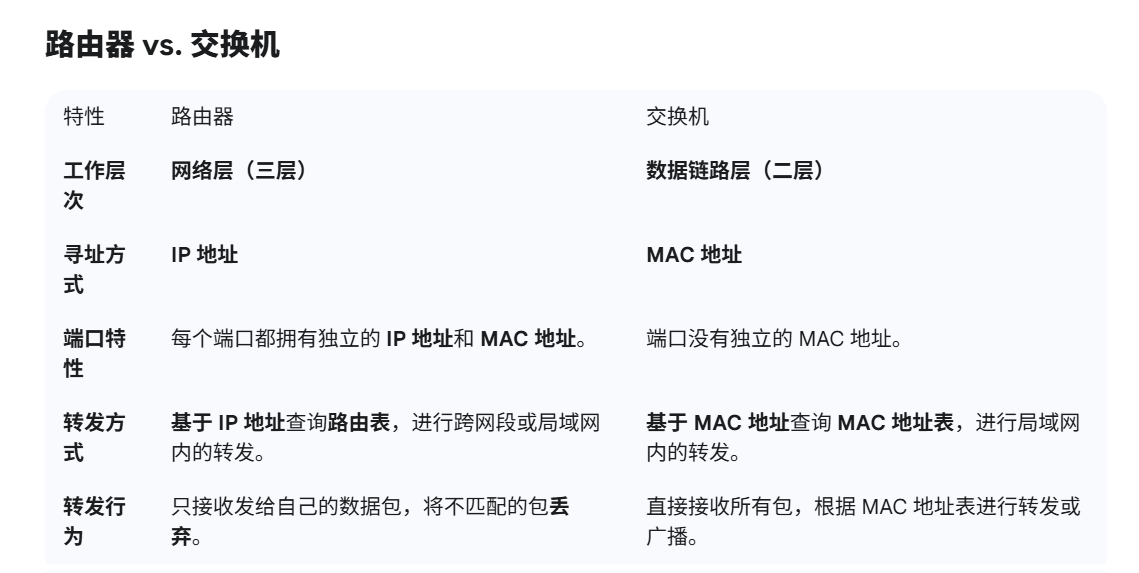 路由器 vs. 交换机
特性 路由器 交换机
工作层 网络层（三层） 数据链路层（二层）
次
寻址方 IP 地址 MAC 地址
式
端口特 每个端口都拥有独立的 IP 地址和 MAC 地址。 端口没有独立的 MAC 地址。
性
转发方 基于 IP 地址查询路由表，进行跨网段或局域网 基于 MAC 地址查询 MAC 地址表，进行局域网
式 内的转发。 内的转发。
转发行 只接收发给自己的数据包，将不匹配的包丢 直接接收所有包，根据 MAC 地址表进行转发或
为 弃。 广播。